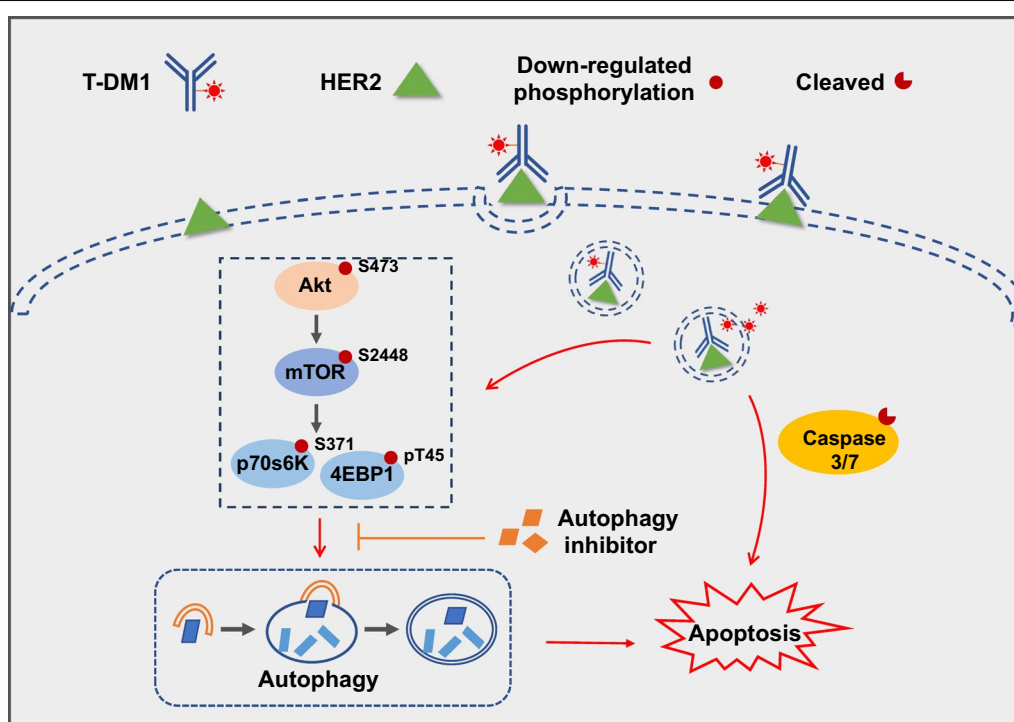 T-DM1
HER2
Down-regulated
phosphorylation
Cleaved
S473
Akt
S2448
mTOR
S371
p70s6K
pT45
4EBP1
Caspase
3/7
Autophagy
inhibitor
Apoptosis
Autophagy